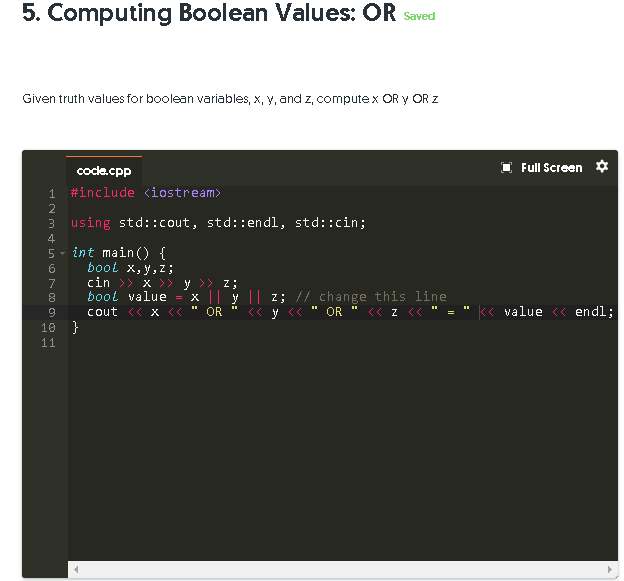 5. Computing Boolean Values: OR Saved
Given truth values for boolean variables, x, y, and z, compute x OR y OR z
code.cpp Full Screen
1 #include <iostream>
2
3 using std::cout, std::endl, std::cin;
4
5 int main() {
6 bool x,y,z;
7 cin >> x >> y >> z;
8 bool value = x || y || z; // change this line
9 cout << x << " OR " << y << " OR " << z << " = " << value << endl;
10 }
11